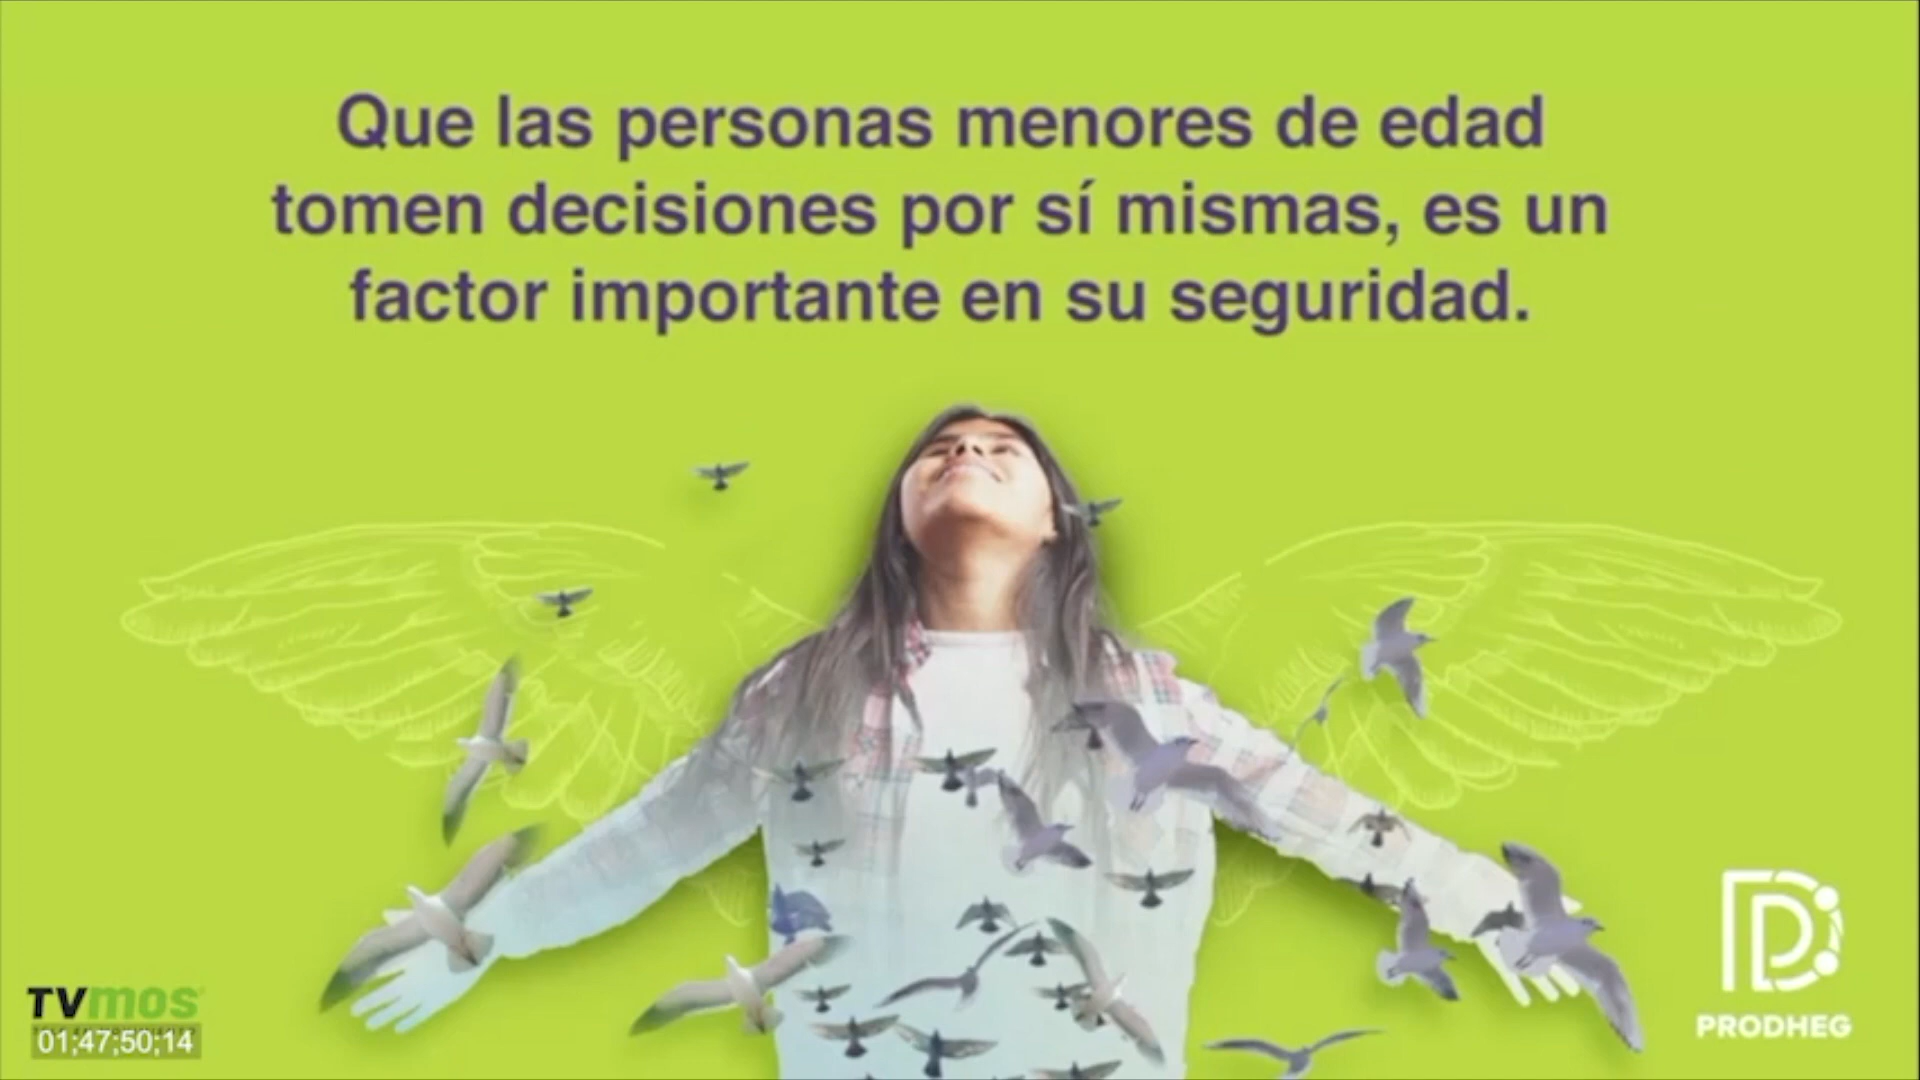 Que las personas menores de edad
tomen decisiones por sí mismas, es un
factor importante en su seguridad.
TVmos
01;47;50;14
PRODHEG